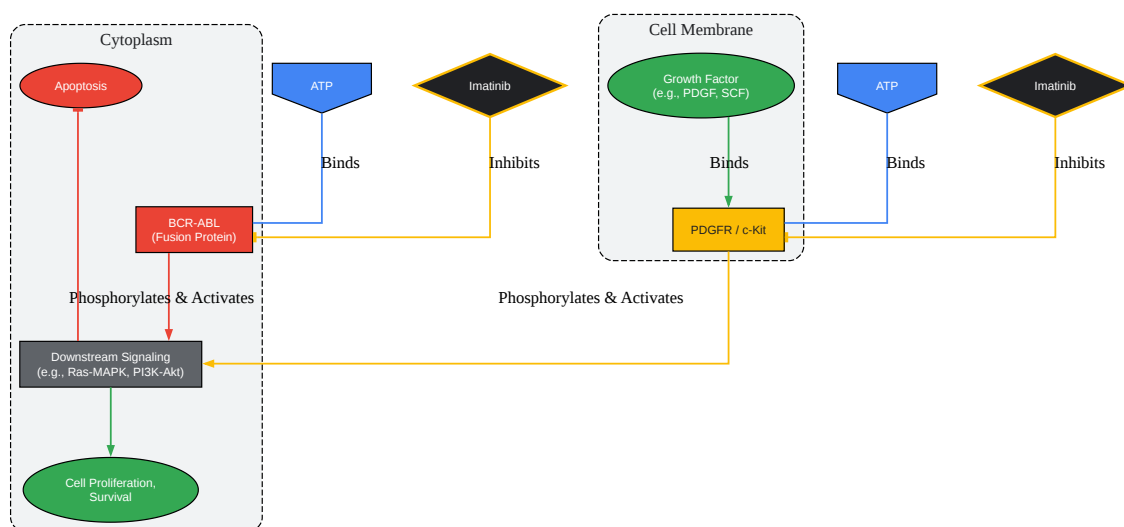 Cytoplasm
Cell Membrane
Apoptosis
ATP
Imatinib
Growth Factor
(e.g., PDGF, SCF)
ATP
Imatinib
Binds
Inhibits
Binds
Binds
Inhibits
BCR-ABL
(Fusion Protein)
PDGFR / c-Kit
Phosphorylates & Activates
Phosphorylates & Activates
Downstream Signaling
(e.g., Ras-MAPK, PI3K-Akt)
Cell Proliferation,
Survival